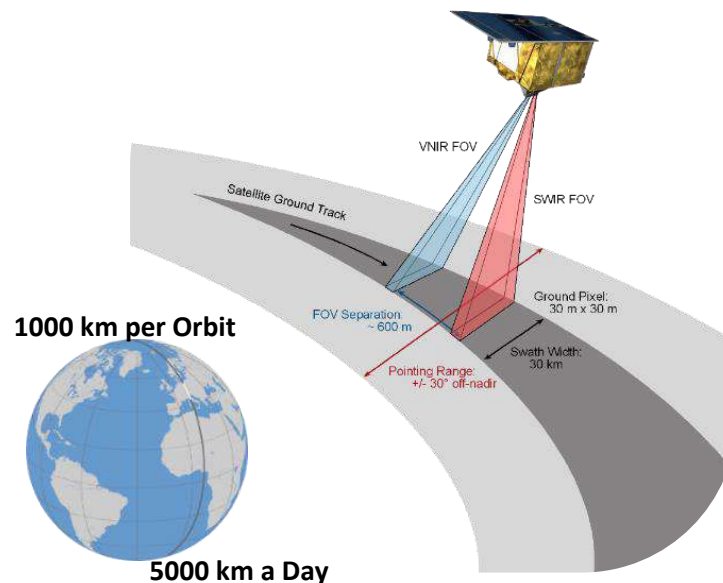 VNIR FOV
SWIR FOV
Satellite Ground Track
Ground Pixel:
30 m x 30 m
FOV Separation:
~ 600 m
Swath Width:
30 km
Pointing Range:
+/- 30° off-nadir
1000 km per Orbit
5000 km a Day